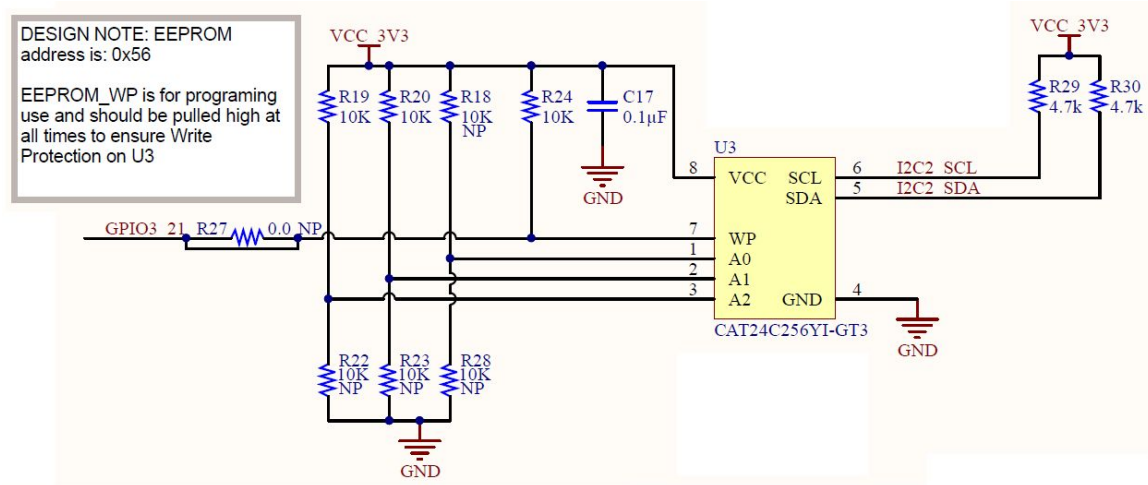 DESIGN NOTE: EEPROM
address is: 0x56
EEPROM_WP is for programing
use and should be pulled high at
all times to ensure Write
Protection on U3
VCC_3V3
VCC_3V3
R19
10K
R20
10K
R18
10K
NP
R24
10K
C17
0.1µF
GND
R29
4.7k
R30
4.7k
U3
8
VCC
SCL
6
I2C2_SCL
SDA
5
I2C2_SDA
GPIO3_21
R27
0.0_NP
7
WP
1
A0
2
A1
3
A2
GND
4
CAT24C256YI-GT3
GND
R22
10K
NP
R23
10K
NP
R28
10K
NP
GND